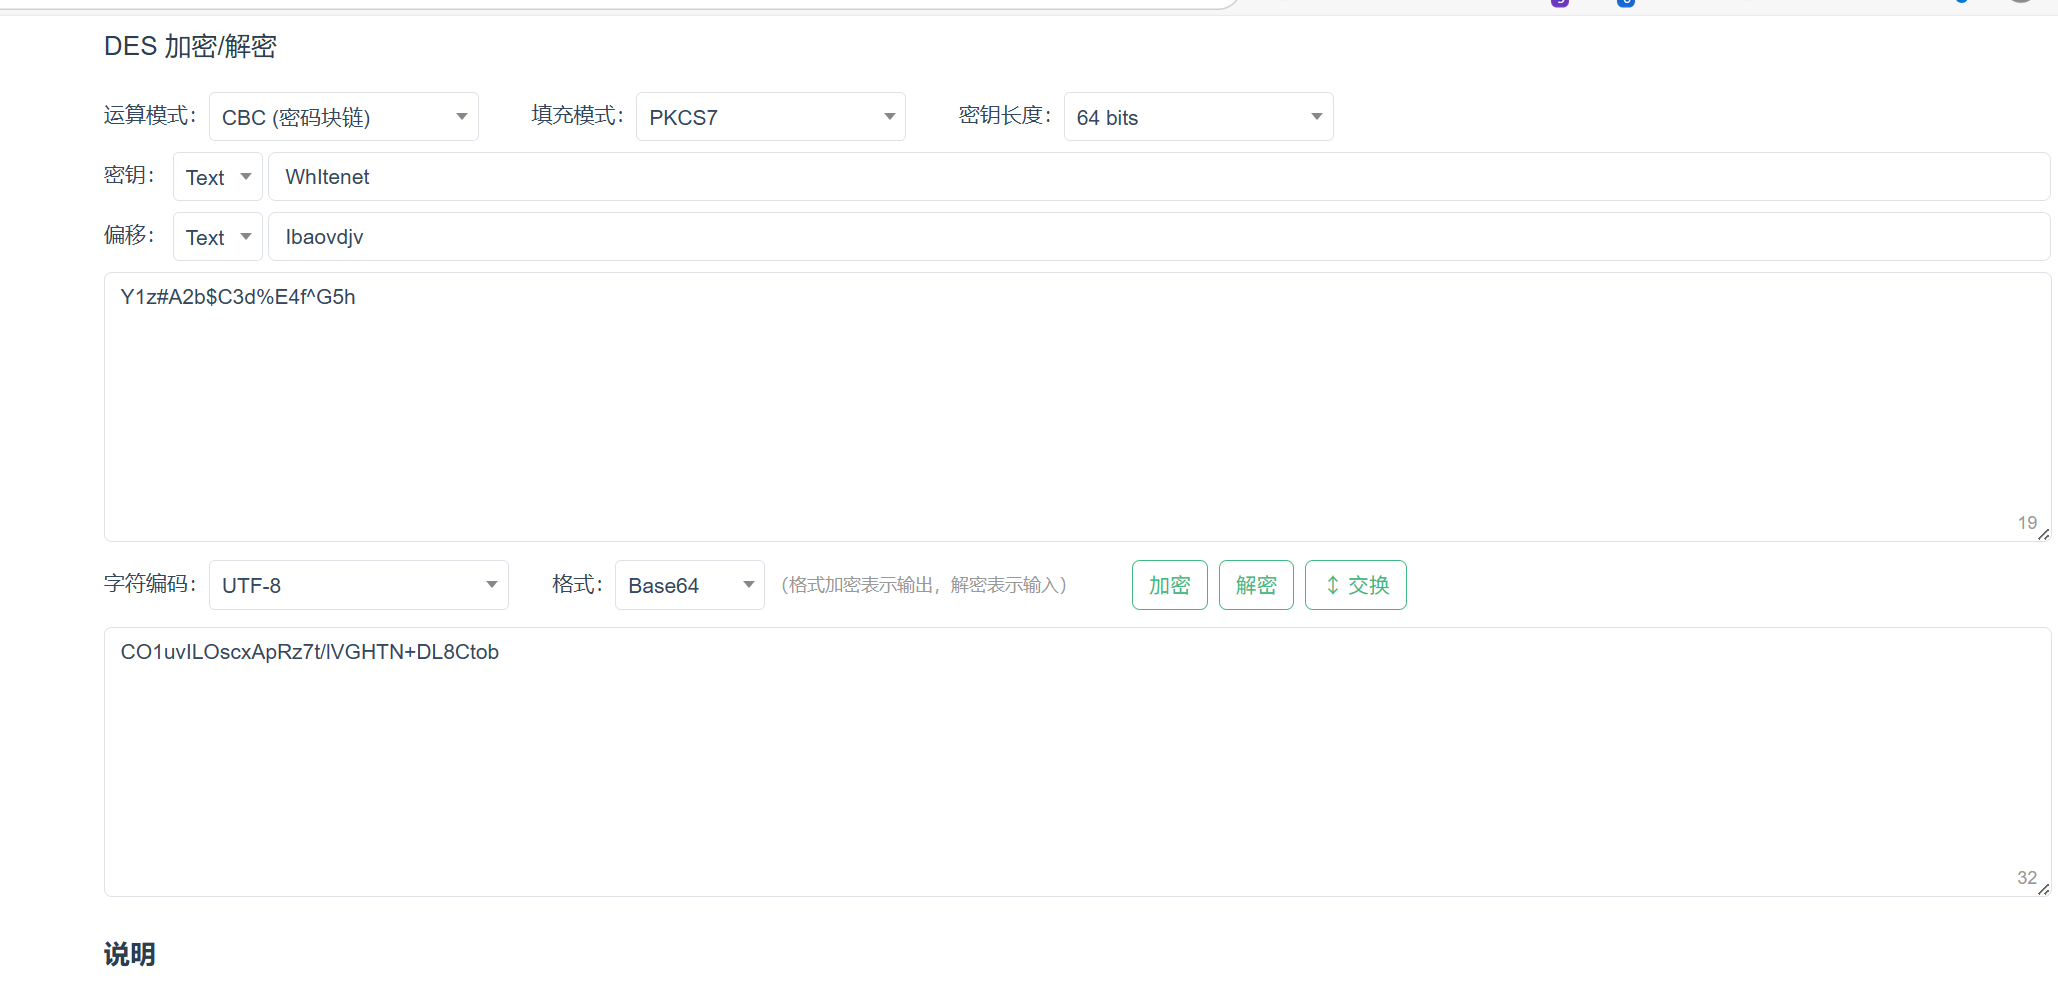 DES 加密/解密
运算模式： CBC (密码块链) 填充模式： PKCS7 密钥长度： 64 bits
密钥： Text WhItenet
偏移： Text Ibaovdjv
Y1z#A2b$C3d%E4f^G5h
19
字符编码： UTF-8 格式： Base64 （格式加密表示输出，解密表示输入） 加密 解密 交换
CO1uvILOscxApRz7t/lVGHTN+DL8Ctob
32
说明